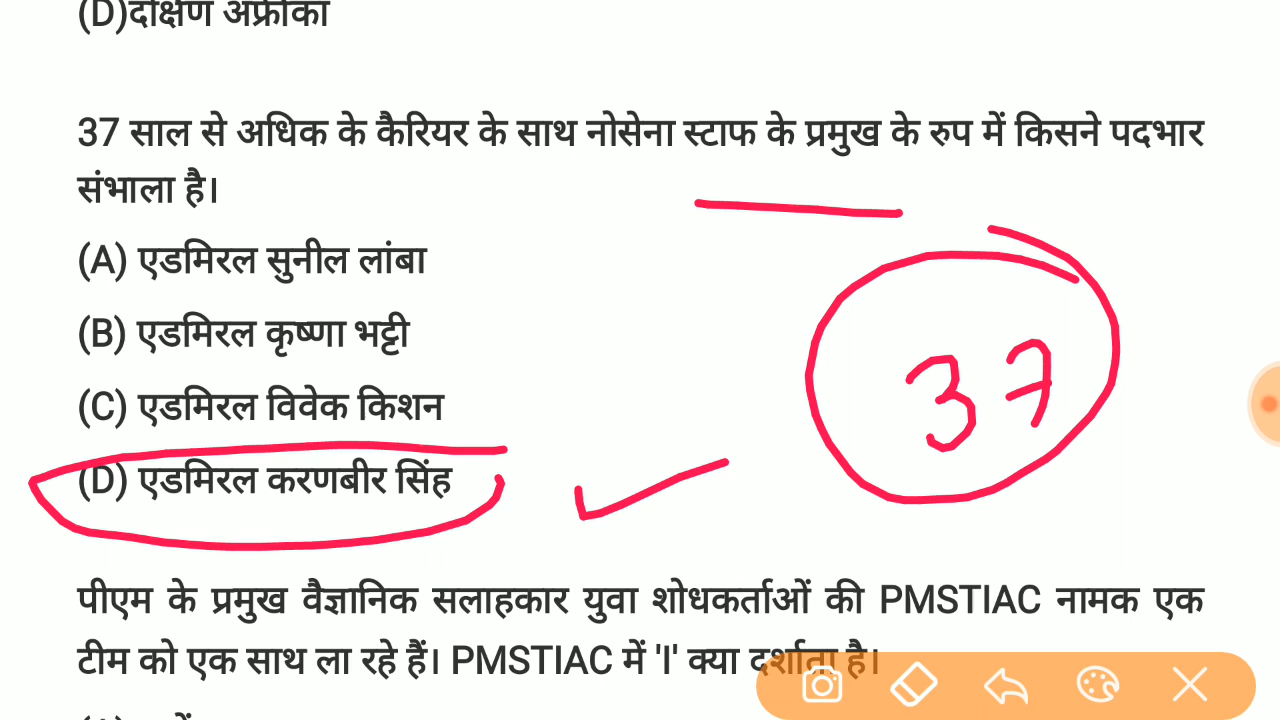 (D)दक्षिण अफ्रीका
37 साल से अधिक के कैरियर के साथ नोसेना स्टाफ के प्रमुख के रुप में किसने पदभार
संभाला है।
(A) एडमिरल सुनील लांबा
(B) एडमिरल कृष्णा भट्टी
(C) एडमिरल विवेक किशन
(D) एडमिरल करणबीर सिंह
37
पीएम के प्रमुख वैज्ञानिक सलाहकार युवा शोधकर्ताओं की PMSTIAC नामक एक
टीम को एक साथ ला रहे हैं। PMSTIAC में 'I' क्या दर्शाता है।